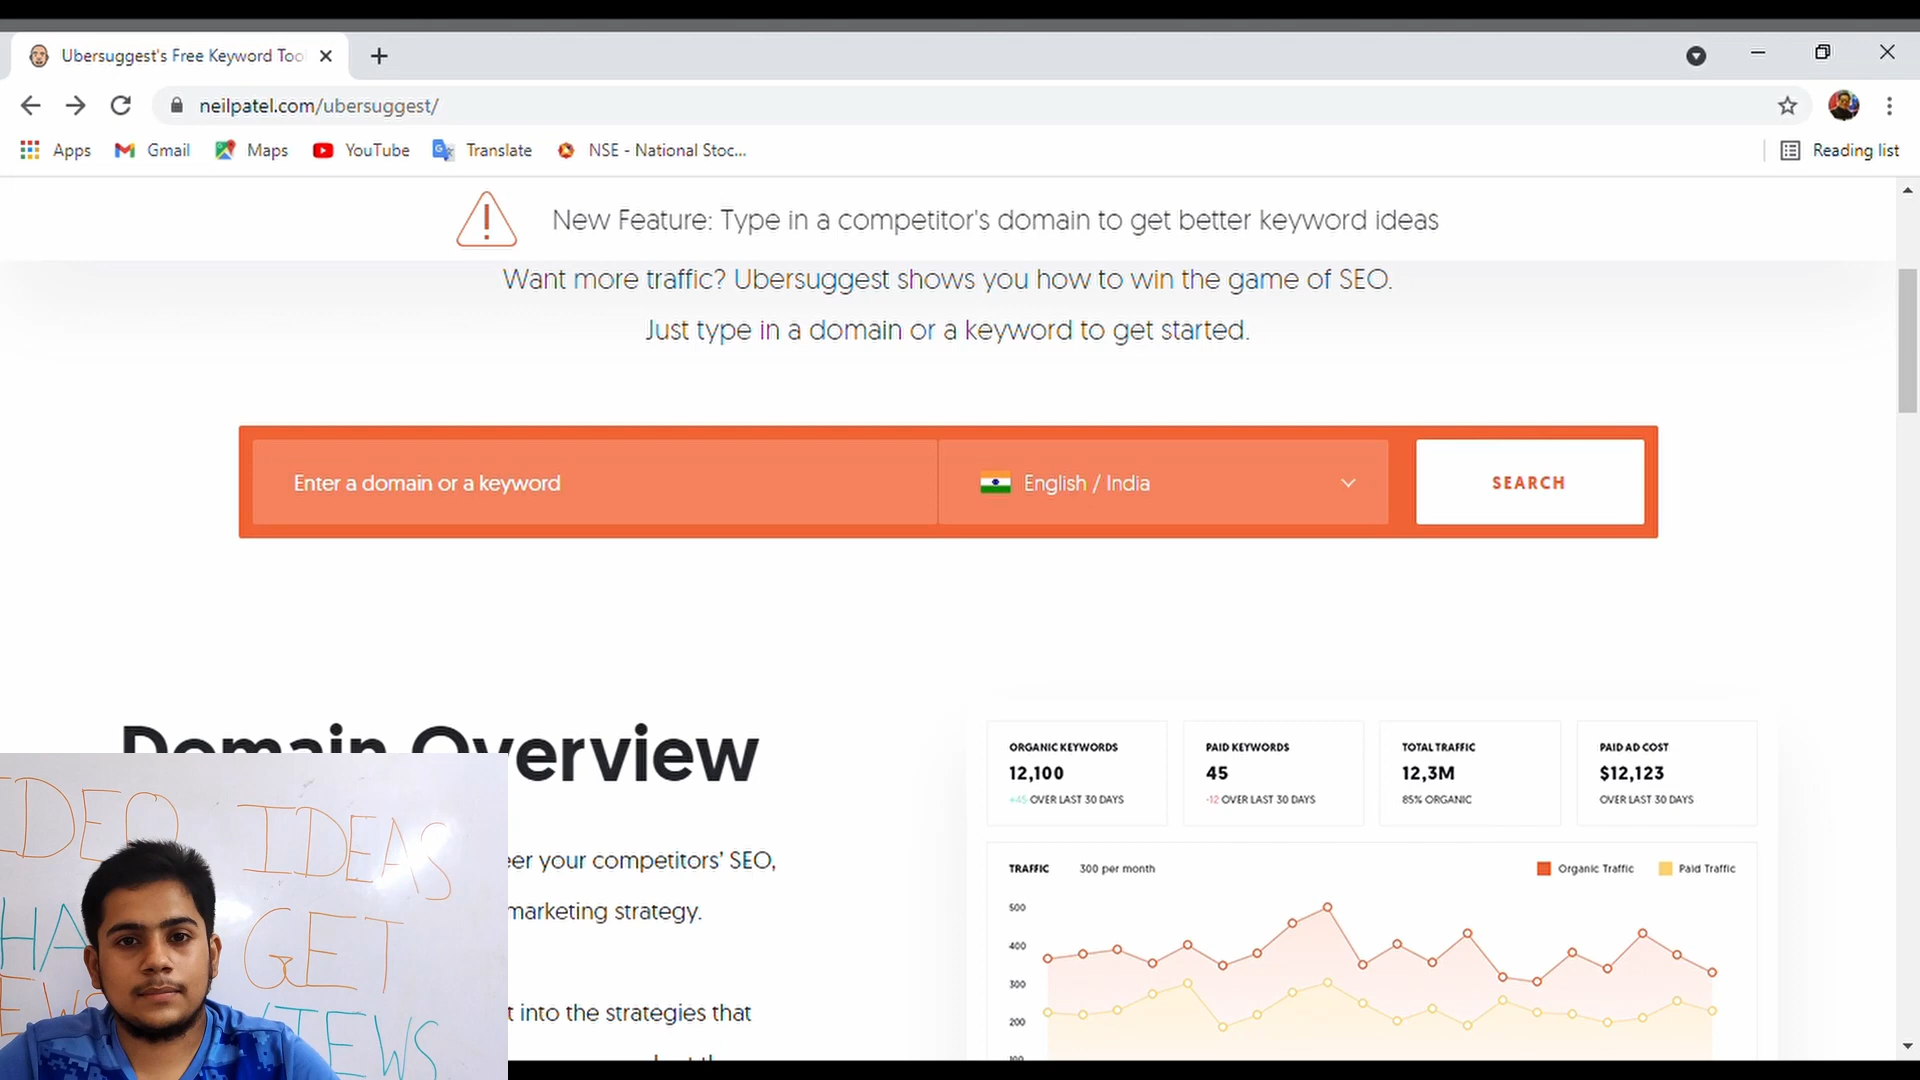 Ubersuggest's Free Keyword Too
neilpatel.com/ubersuggest/
Apps Gmail Maps YouTube Translate NSE - National Stoc... Reading list
New Feature: Type in a competitor's domain to get better keyword ideas
Want more traffic? Ubersuggest shows you how to win the game of SEO.
Just type in a domain or a keyword to get started.
Enter a domain or a keyword English / India SEARCH
Domain Overview
your competitors' SEO,
marketing strategy.
into the strategies that
ORGANIC KEYWORDS
12,100
+45 OVER LAST 30 DAYS
PAID KEYWORDS
45
-12 OVER LAST 30 DAYS
TOTAL TRAFFIC
12,3M
85% ORGANIC
PAID AD COST
$12,123
OVER LAST 30 DAYS
TRAFFIC 300 per month Organic Traffic Paid Traffic
500
400
300
200
100
IDEAS
GET